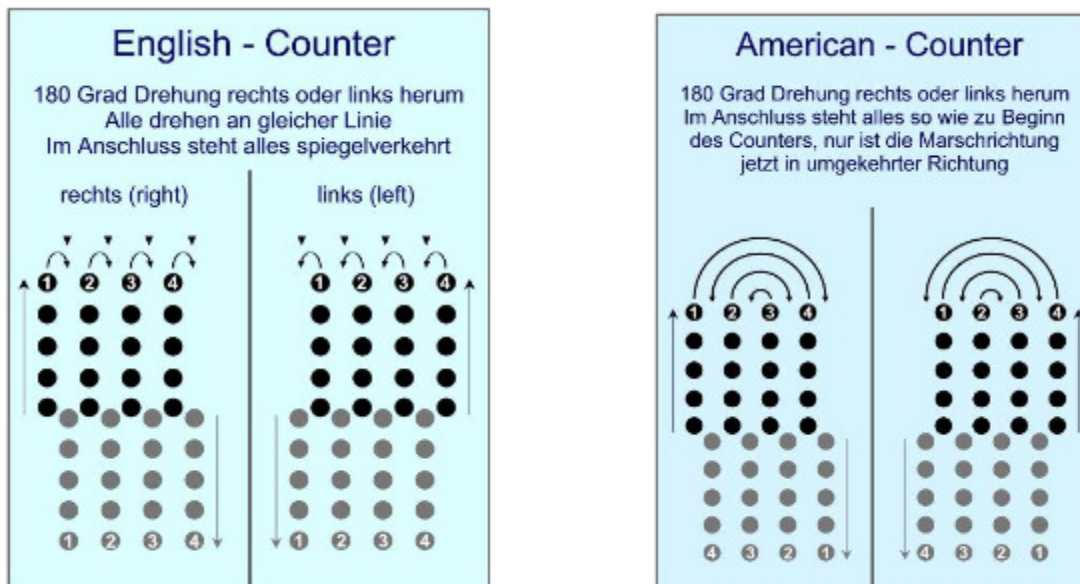 English - Counter
180 Grad Drehung rechts oder links herum
Alle drehen an gleicher Linie
Im Anschluss steht alles spiegelverkehrt
rechts (right)
links (left)
1 2 3 4
1 2 3 4
1 2 3 4
1 2 3 4
American - Counter
180 Grad Drehung rechts oder links herum
Im Anschluss steht alles so wie zu Beginn
des Counters, nur ist die Marschrichtung
jetzt in umgekehrter Richtung
1 2 3 4
1 2 3 4
4 3 2 1
4 3 2 1